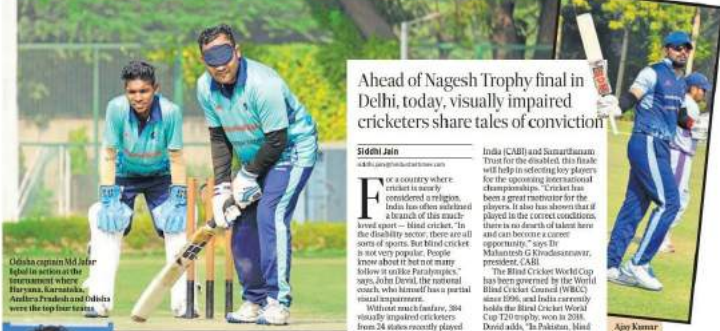 Ahead of Nagesh Trophy final in
Delhi, today, visually impaired
cricketers share tales of conviction
Siddhi Jain
siddhi.jain@hindustantimes.com
For a country where
cricket is nearly
considered a religion,
India has often sidelined
a branch of this much-
loved sport — blind cricket. "In
the disability sector, there are all
sorts of sports. But blind cricket
is not very popular. People
know about it but not many
follow it unlike Paralympics,"
says, John David, the national
coach, who himself has a partial
visual impairment.
Without much fanfare, 384
visually impaired cricketers
from 24 states recently played
India (CABI) and Samarthanam
Trust for the disabled, this finale
will help in selecting key players
for the upcoming international
championships. "Cricket has
been a great motivator for the
players. It also has shown that if
played in the correct conditions,
there is no dearth of talent here
and can become a career
opportunity," says Dr
Mahantesh G Kivadasannavar,
president, CABI.
The Blind Cricket World Cup
has been governed by the World
Blind Cricket Council (WBCC)
since 1996, and India currently
holds the Blind Cricket World
Cup T20 trophy, won in 2018.
David adds, "In Pakistan, blind
Odisha captain Md Jafar
Iqbal in action at the
tournament where
Haryana, Karnataka,
Andhra Pradesh and Odisha
were the top four teams
Ajay Kumar